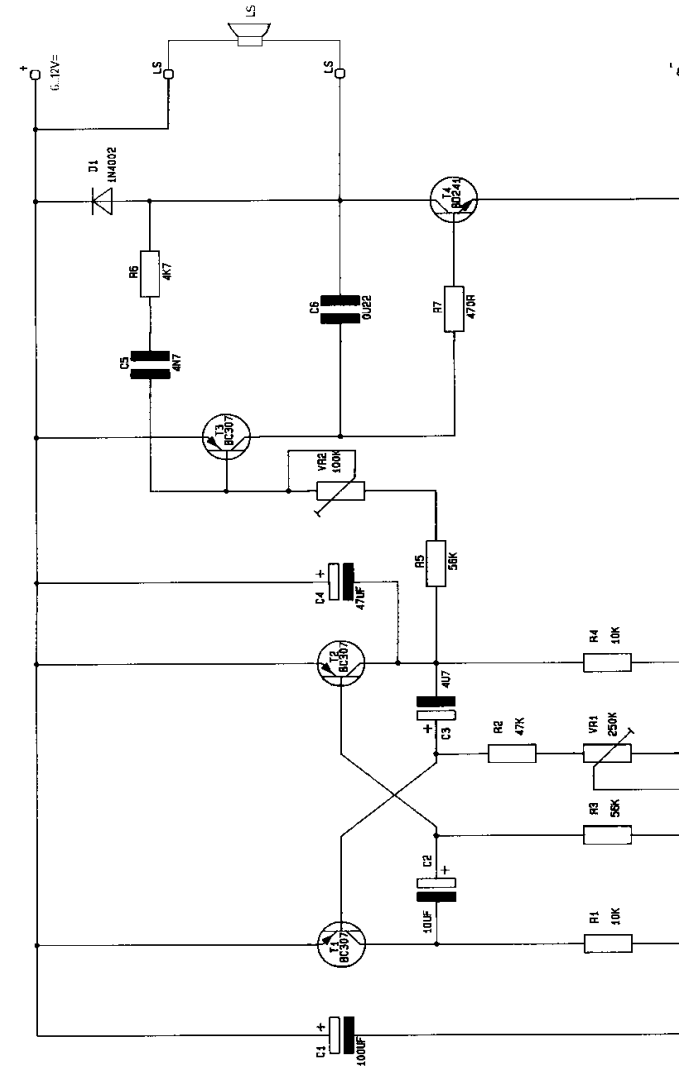 +
6..12V=
LS
LS
LS
-
D1
1N4002
R6
4K7
C5
4N7
T3
BC307
C6
0U22
T4
BD241
R7
470R
VR2
100K
R5
56K
+
C4
47UF
T2
BC307
4U7
+
C3
R4
10K
R2
47K
VR1
250K
R3
56K
C2
+
10UF
T1
BC307
R1
10K
+
C1
100UF